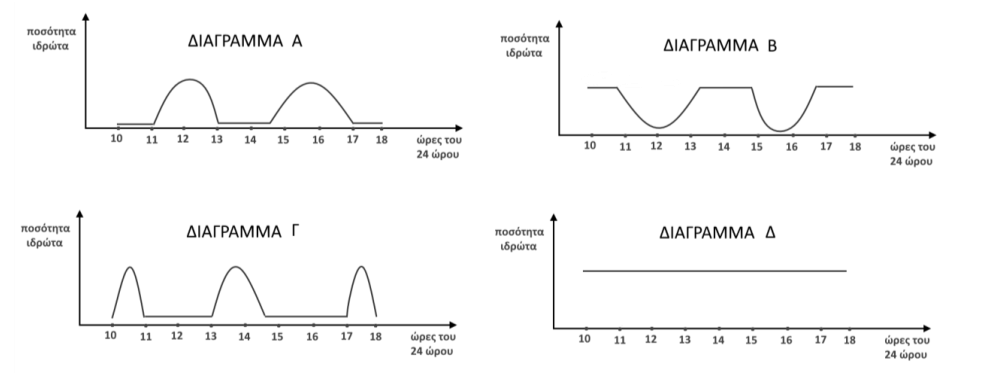 ποσότητα
ιδρώτα
ΔΙΑΓΡΑΜΜΑ Α
10 11 12 13 14 15 16 17 18
ώρες του
24 ώρου
ποσότητα
ιδρώτα
ΔΙΑΓΡΑΜΜΑ Β
10 11 12 13 14 15 16 17 18
ώρες του
24 ώρου
ποσότητα
ιδρώτα
ΔΙΑΓΡΑΜΜΑ Γ
10 11 12 13 14 15 16 17 18
ώρες του
24 ώρου
ποσότητα
ιδρώτα
ΔΙΑΓΡΑΜΜΑ Δ
10 11 12 13 14 15 16 17 18
ώρες του
24 ώρου